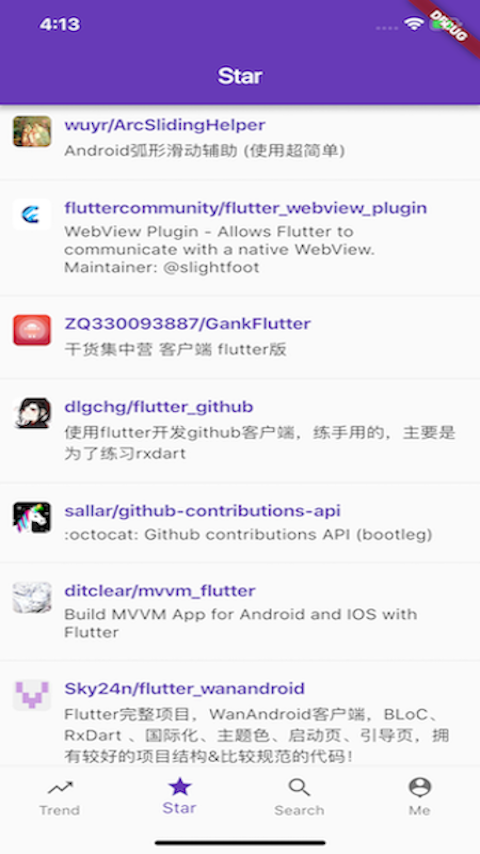 4:13
DEBUG
Star
wuyr/ArcSlidingHelper
Android弧形滑动辅助 (使用超简单)
fluttercommunity/flutter_webview_plugin
WebView Plugin - Allows Flutter to
communicate with a native WebView.
Maintainer: @slightfoot
ZQ330093887/GankFlutter
干货集中营 客户端 flutter版
dlgchg/flutter_github
使用flutter开发github客户端，练手用的，主要是
为了练习rxdart
sallar/github-contributions-api
:octocat: Github contributions API (bootleg)
ditclear/mvvm_flutter
Build MVVM App for Android and IOS with
Flutter
Sky24n/flutter_wanandroid
Flutter完整项目，WanAndroid客户端，BLoC、
RxDart 、国际化、主题色、启动页、引导页，拥
有较好的项目结构&比较规范的代码！
Trend
Star
Search
Me